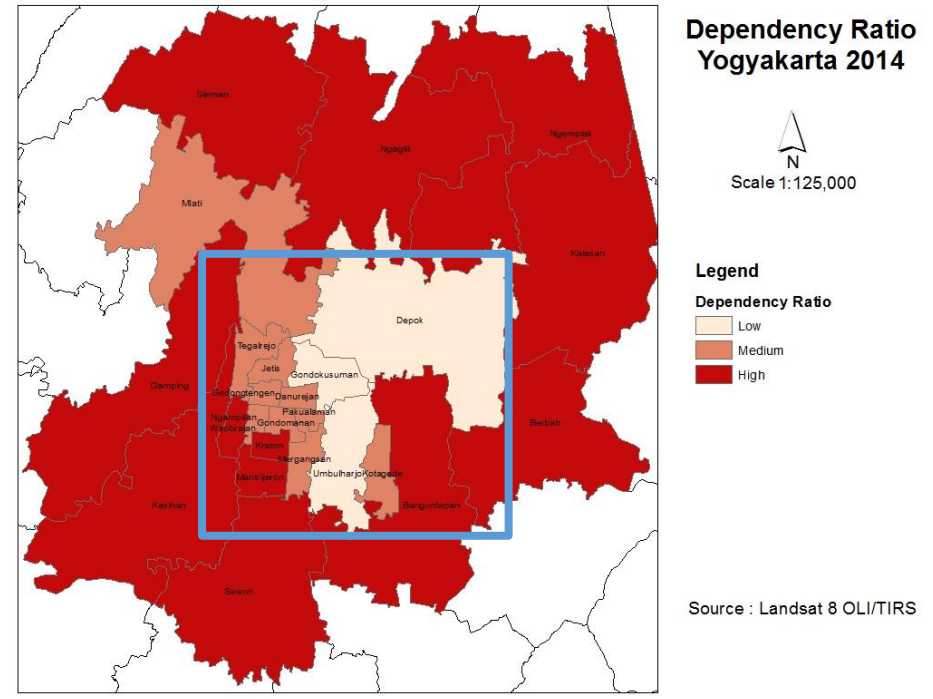 Dependency Ratio
Yogyakarta 2014
N
Scale 1:125,000
Legend
Dependency Ratio
Low
Medium
High
Source : Landsat 8 OLI/TIRS
Sleman
Ngaglik
Ngemplak
Mlati
Kalasan
Depok
Tegalrejo
Jetis
Gondokusuman
Gamping
Gedongtengen
Danurejan
Pakualaman
Ngampilan
Gondomanan
Wirobrajan
Berbah
Kraton
Mergangsan
Mantrijeron
Umbulharjo
Kotagede
Kasihan
Banguntapan
Sewon